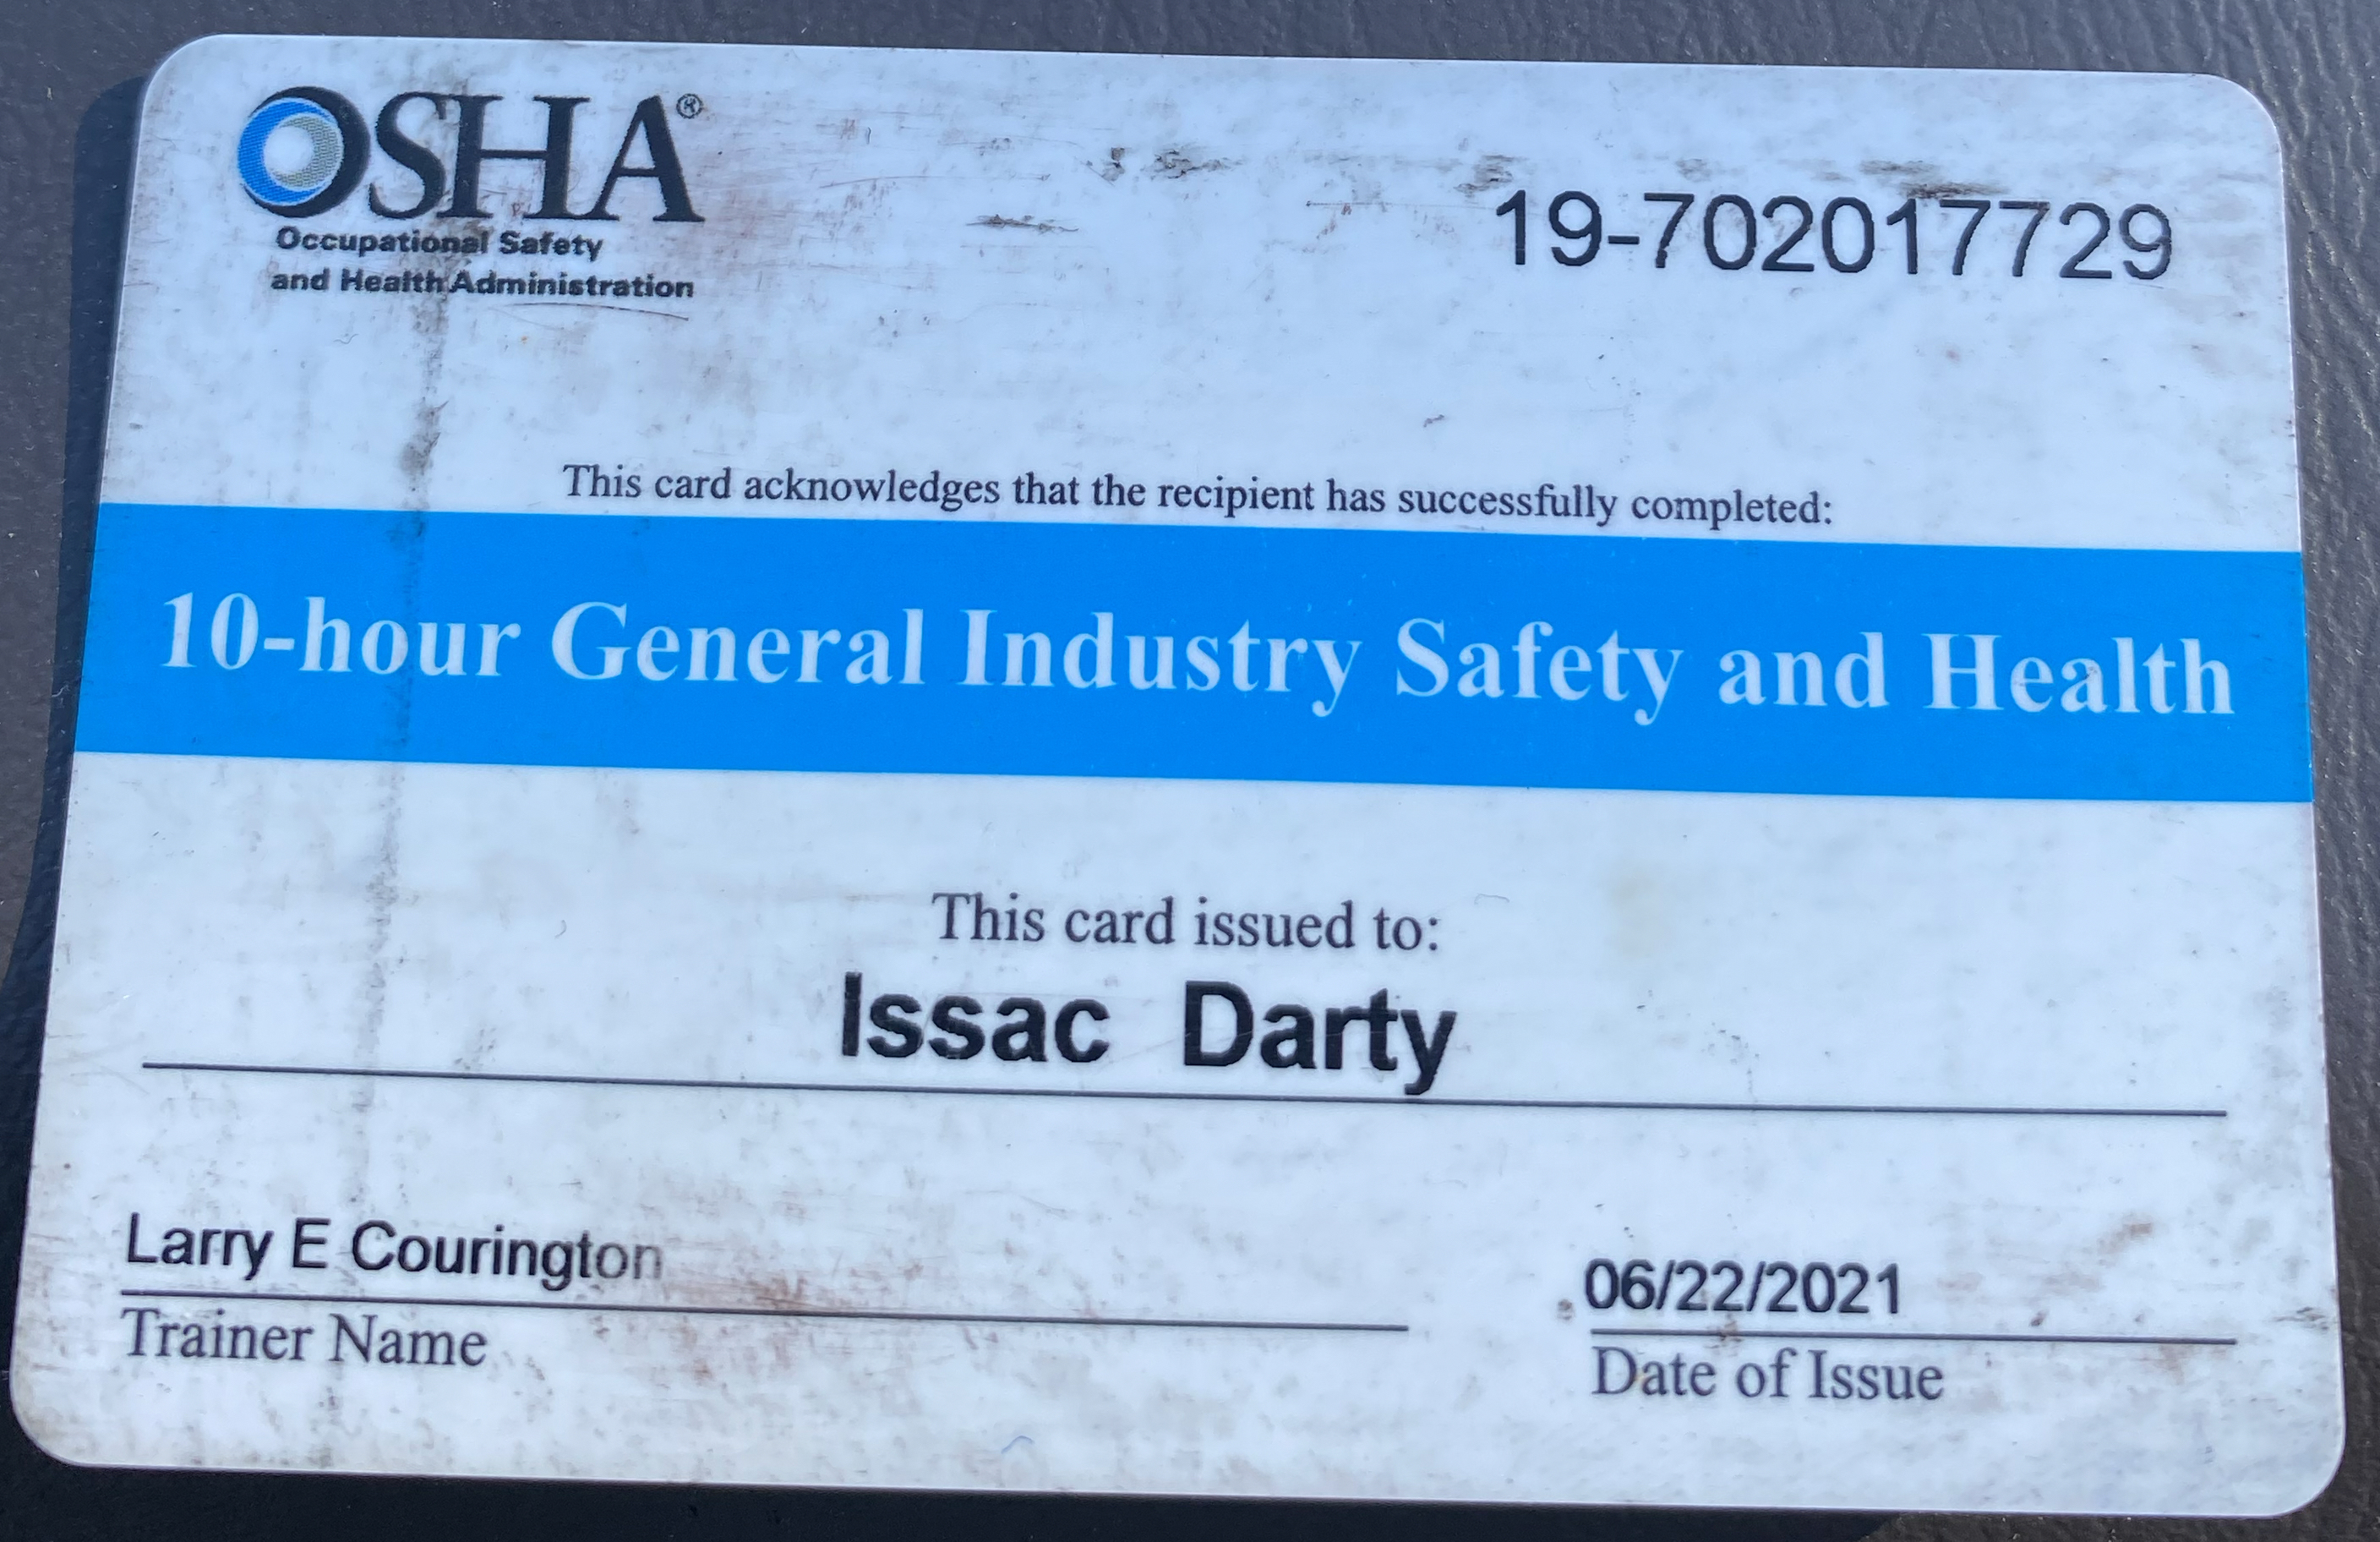 OSHA®
Occupational Safety
and Health Administration
19-702017729
This card acknowledges that the recipient has successfully completed:
10-hour General Industry Safety and Health
This card issued to:
Issac Darty
Larry E Courington
Trainer Name
06/22/2021
Date of Issue